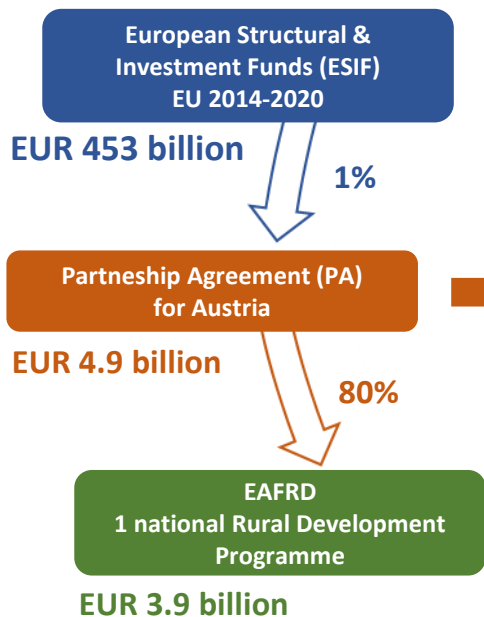 European Structural &
Investment Funds (ESIF)
EU 2014-2020
EUR 453 billion
1%
Partneship Agreement (PA)
for Austria
EUR 4.9 billion
80%
EAFRD
1 national Rural Development
Programme
EUR 3.9 billion